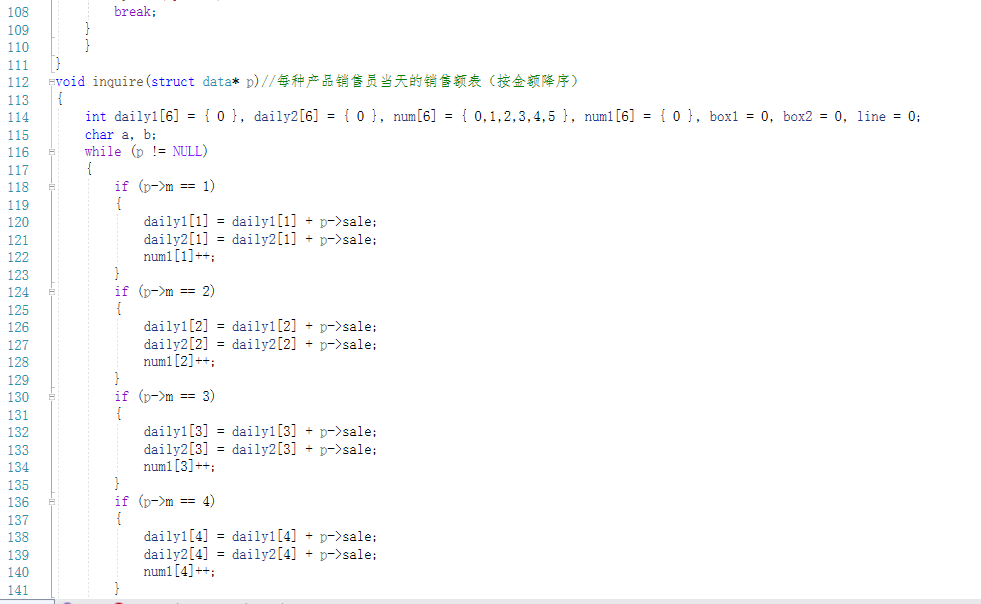 108 break;
109 }
110 }
111 }
112 void inquire(struct data* p)//每种产品销售员当天的销售额表（按金额降序）
113 {
114 int daily1[6] = { 0 }, daily2[6] = { 0 }, num[6] = { 0,1,2,3,4,5 }, num1[6] = { 0 }, box1 = 0, box2 = 0, line = 0;
115 char a, b;
116 while (p != NULL)
117 {
118 if (p->m == 1)
119 {
120 daily1[1] = daily1[1] + p->sale;
121 daily2[1] = daily2[1] + p->sale;
122 num1[1]++;
123 }
124 if (p->m == 2)
125 {
126 daily1[2] = daily1[2] + p->sale;
127 daily2[2] = daily2[2] + p->sale;
128 num1[2]++;
129 }
130 if (p->m == 3)
131 {
132 daily1[3] = daily1[3] + p->sale;
133 daily2[3] = daily2[3] + p->sale;
134 num1[3]++;
135 }
136 if (p->m == 4)
137 {
138 daily1[4] = daily1[4] + p->sale;
139 daily2[4] = daily2[4] + p->sale;
140 num1[4]++;
141 }